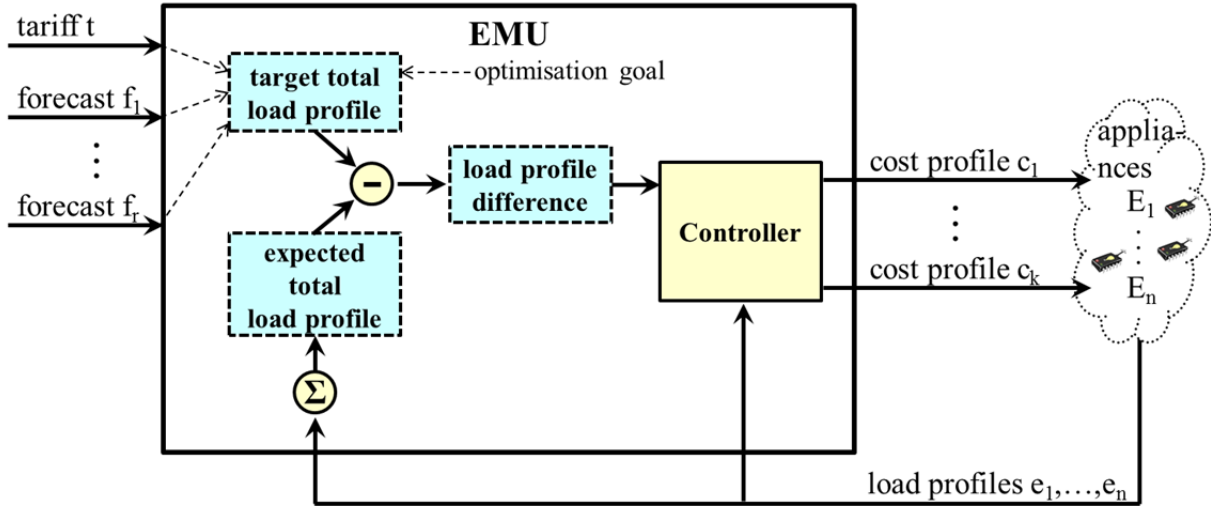 tariff t
forecast f₁
⋮
forecast fᵣ
EMU
target total
load profile
optimisation goal
−
load profile
difference
expected
total
load profile
Σ
Controller
cost profile c₁
⋮
cost profile cₖ
applia-
nces
E₁
⋮
Eₙ
load profiles e₁,…,eₙ